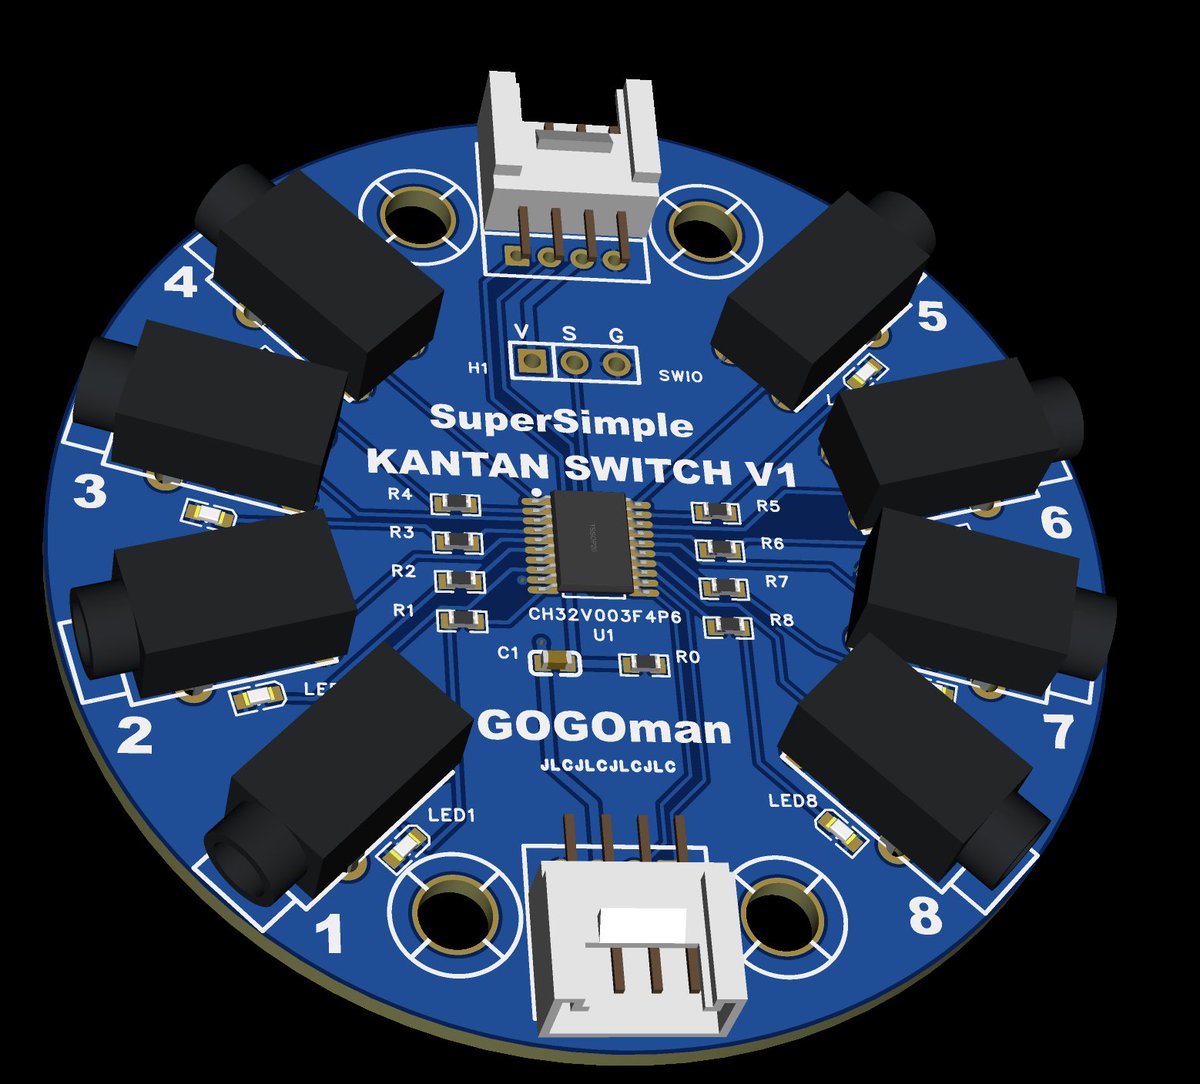 4
5
V S G
H1
SWIO
SuperSimple
KANTAN SWITCH V1
3
R4
R5
6
R3
R6
R2
R7
R1
R8
CH32V003F4P6
U1
C1
R0
2
7
GOGOman
JLCJLCJLCJLC
LED1
LED8
1
8